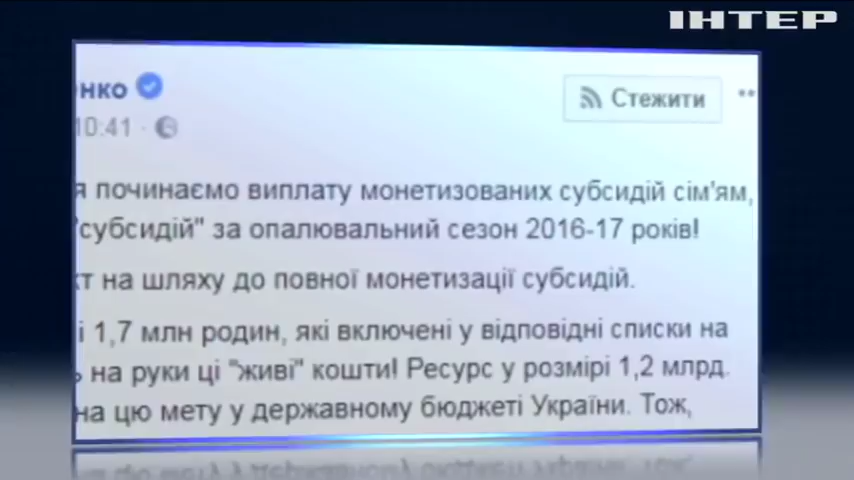 ІНТЕР
нко
10:41
Стежити
я починаємо виплату монетизованих субсидій сім'ям,
"субсидій" за опалювальний сезон 2016-17 років!
кт на шляху до повної монетизації субсидій.
і 1,7 млн родин, які включені у відповідні списки на
ь на руки ці "живі" кошти! Ресурс у розмірі 1,2 млрд.
на цю мету у державному бюджеті України. Тож,